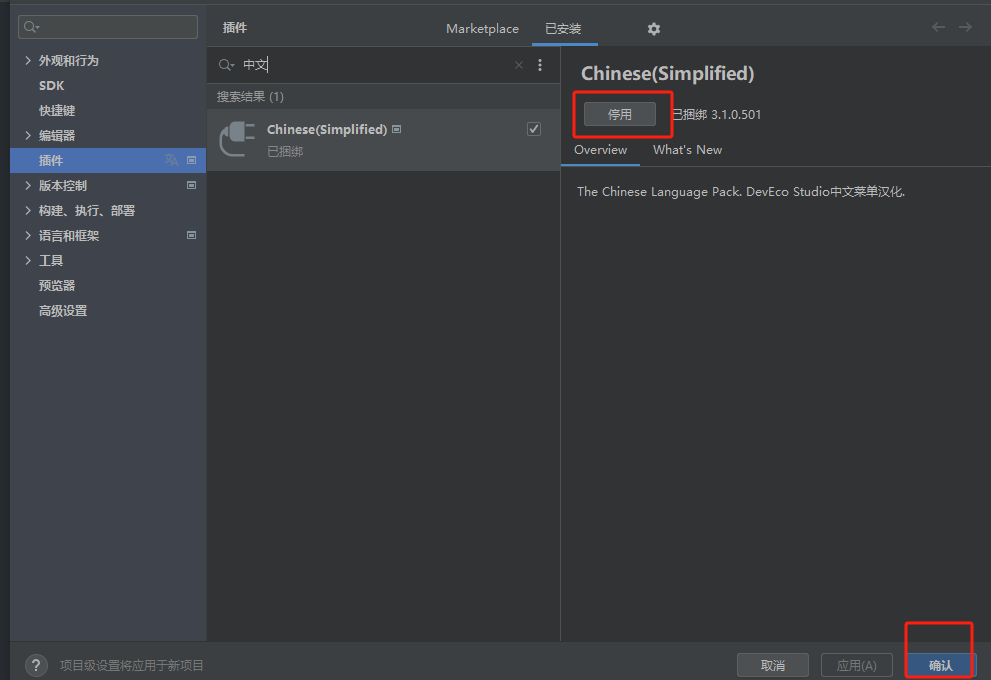 外观和行为
SDK
快捷键
编辑器
插件
版本控制
构建、执行、部署
语言和框架
工具
预览器
高级设置
插件
Marketplace
已安装
中文
搜索结果 (1)
Chinese(Simplified)
已捆绑
Chinese(Simplified)
停用
已捆绑 3.1.0.501
Overview
What's New
The Chinese Language Pack. DevEco Studio中文菜单汉化.
?
项目级设置将应用于新项目
取消
应用(A)
确认